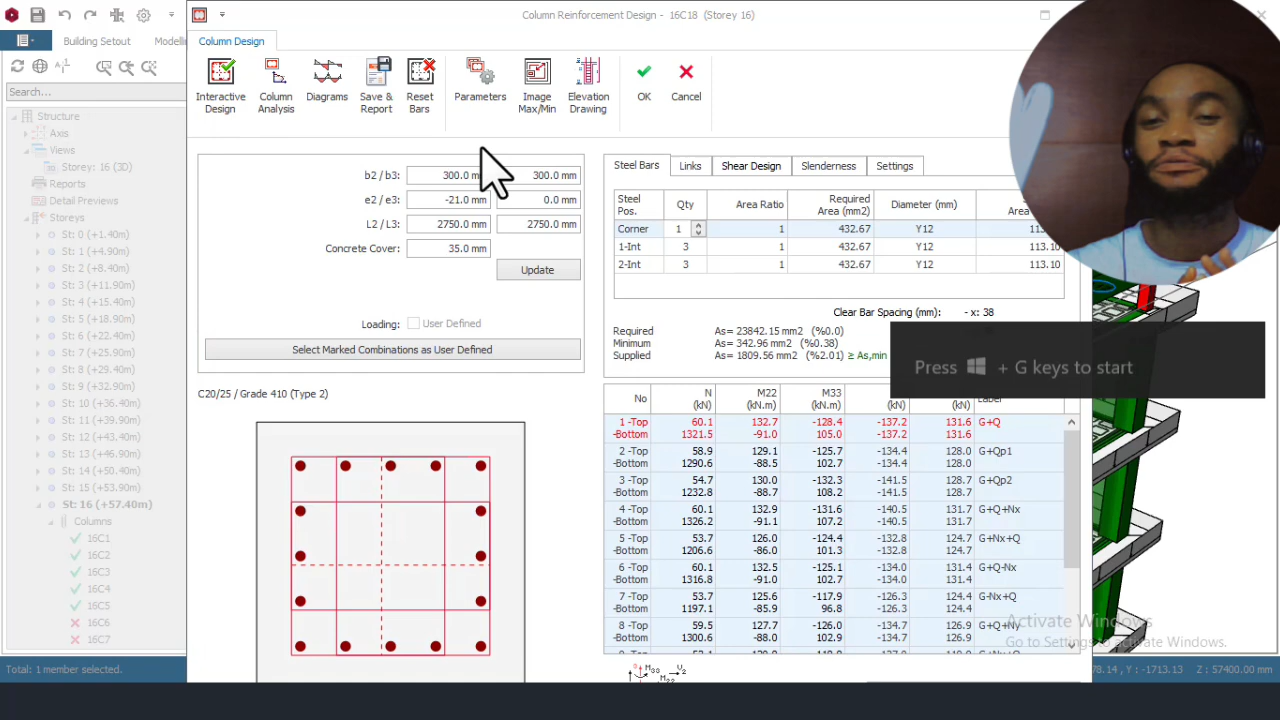 Column Reinforcement Design - 16C18 (Storey 16)
Building Setout
Search...
Structure
Axis
Views
Storey: 16 (3D)
Reports
Detail Previews
Storeys
St: 0 (+1.40m)
St: 1 (+4.90m)
St: 2 (+8.40m)
St: 3 (+11.90m)
St: 4 (+15.40m)
St: 5 (+18.90m)
St: 6 (+22.40m)
St: 7 (+25.90m)
St: 8 (+29.40m)
St: 9 (+32.90m)
St: 10 (+36.40m)
St: 11 (+39.90m)
St: 12 (+43.40m)
St: 13 (+46.90m)
St: 14 (+50.40m)
St: 15 (+53.90m)
St: 16 (+57.40m)
Columns
16C1
16C2
16C3
16C4
16C5
16C6
16C7
Total: 1 member selected.
Column Design
Interactive Design
Column Analysis
Diagrams
Save & Report
Reset Bars
Parameters
Image Max/Min
Elevation Drawing
OK
Cancel
b2 / b3: 300.0 m 300.0 mm
e2 / e3: -21.0 mm 0.0 mm
L2 / L3: 2750.0 mm 2750.0 mm
Concrete Cover: 35.0 mm
Update
Loading: User Defined
Select Marked Combinations as User Defined
C20/25 / Grade 410 (Type 2)
Steel Bars Links Shear Design Slenderness Settings
Steel Pos. Qty Area Ratio Required Area (mm2) Diameter (mm)
Corner 1 1 432.67 Y12 113.
1-Int 3 1 432.67 Y12 113.10
2-Int 3 1 432.67 Y12 113.10
Clear Bar Spacing (mm): - x: 38
Required As= 23842.15 mm2 (%0.0)
Minimum As= 342.96 mm2 (%0.38)
Supplied As= 1809.56 mm2 (%2.01) ≥ As,min
Press + G keys to start
No N (kN) M22 (kN.m) M33 (kN.m) (kN) (kN) Label
1 -Top 60.1 132.7 -128.4 -137.2 131.6 G+Q
-Bottom 1321.5 -91.0 105.0 -137.2 131.6
2 -Top 58.9 129.1 -125.7 -134.4 128.0 G+Qp1
-Bottom 1290.6 -88.5 102.7 -134.4 128.0
3 -Top 54.7 130.0 -132.3 -141.5 128.7 G+Qp2
-Bottom 1232.8 -88.7 108.2 -141.5 128.7
4 -Top 60.1 132.9 -131.6 -140.5 131.7 G+Q+Nx
-Bottom 1326.2 -91.1 107.2 -140.5 131.7
5 -Top 53.7 126.0 -124.4 -132.8 124.7 G+Nx+Q
-Bottom 1206.6 -86.0 101.3 -132.8 124.7
6 -Top 60.1 132.5 -125.1 -134.0 131.4 G+Q-Nx
-Bottom 1316.8 -91.0 102.7 -134.0 131.4
7 -Top 53.7 125.6 -117.9 -126.3 124.4 G-Nx+Q
-Bottom 1197.1 -85.9 96.8 -126.3 124.4
8 -Top 59.5 127.7 -126.0 -134.9 126.9 G+Q+Ny
-Bottom 1300.6 -88.0 102.9 -134.9 126.9
M33
M22
Activate Windows
Go to Settings to activate Windows.
78.14 , Y : -1713.13 Z : 57400.00 mm